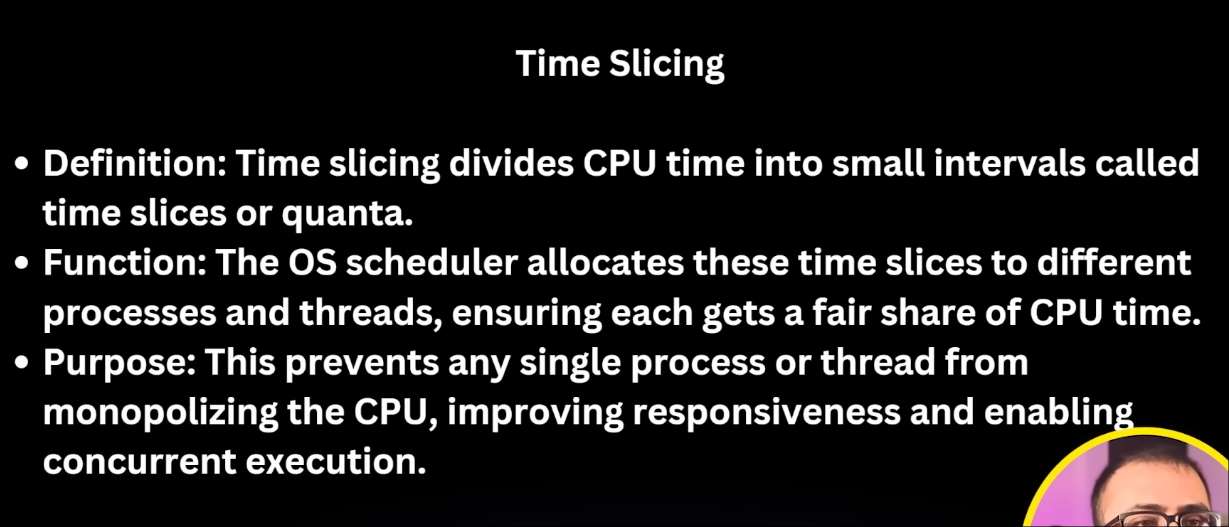 Time Slicing
• Definition: Time slicing divides CPU time into small intervals called
time slices or quanta.
• Function: The OS scheduler allocates these time slices to different
processes and threads, ensuring each gets a fair share of CPU time.
• Purpose: This prevents any single process or thread from
monopolizing the CPU, improving responsiveness and enabling
concurrent execution.